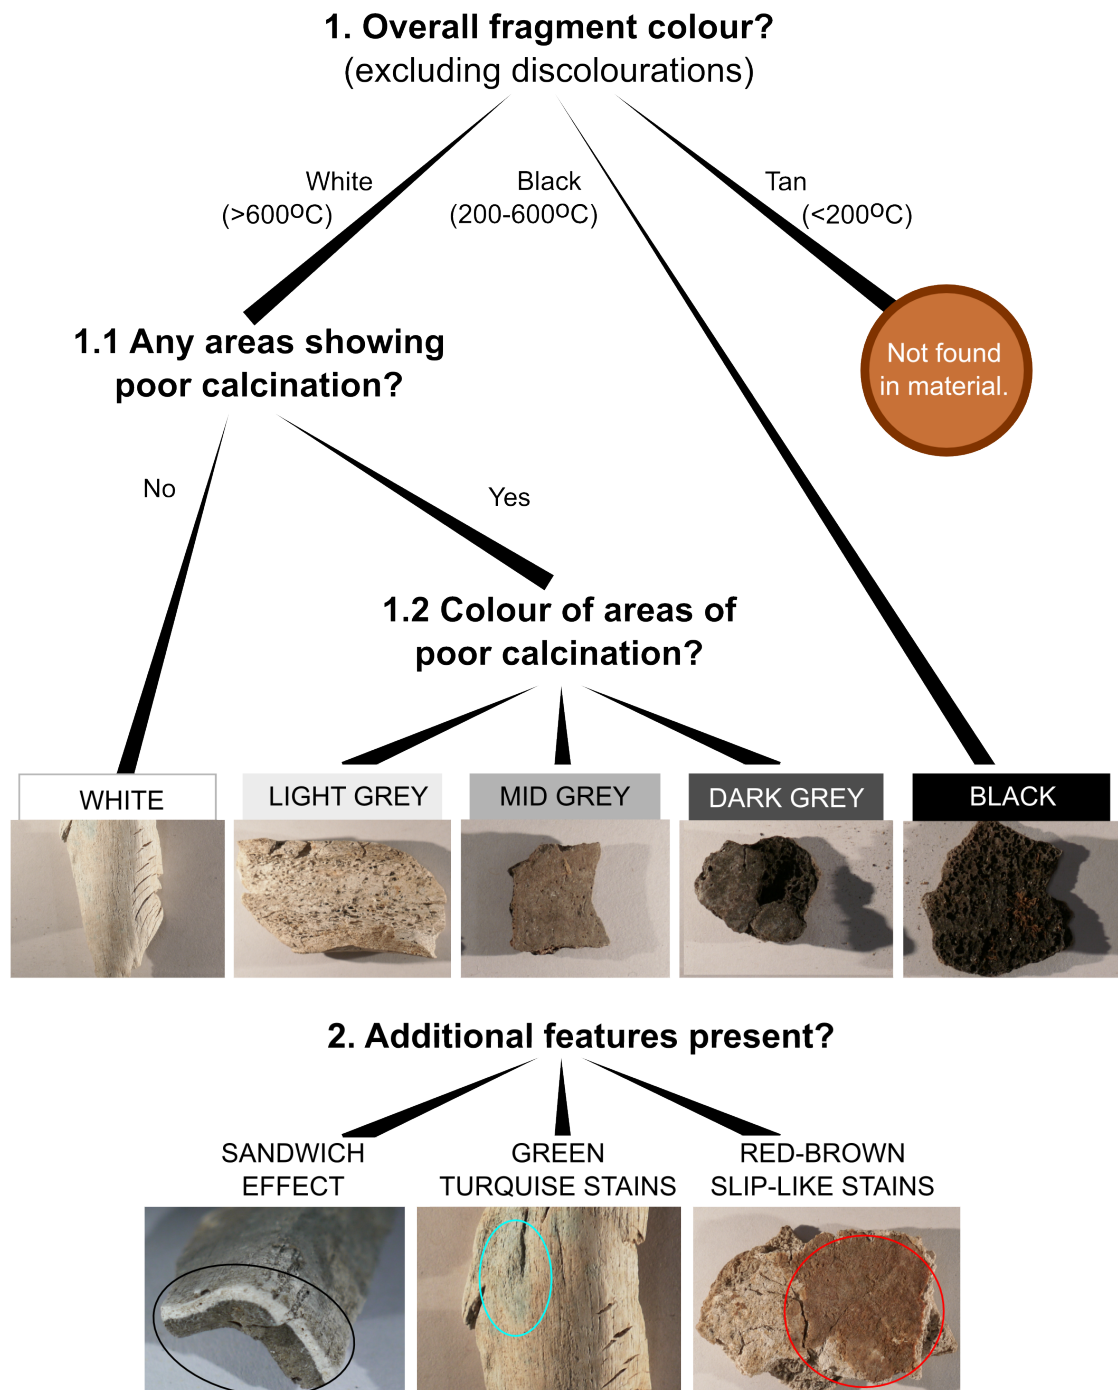 1. Overall fragment colour?
(excluding discolourations)
White
(>600ºC)
Black
(200-600ºC)
Tan
(<200ºC)
Not found
in material.
1.1 Any areas showing
poor calcination?
No
Yes
1.2 Colour of areas of
poor calcination?
WHITE
LIGHT GREY
MID GREY
DARK GREY
BLACK
2. Additional features present?
SANDWICH
EFFECT
GREEN
TURQUISE STAINS
RED-BROWN
SLIP-LIKE STAINS